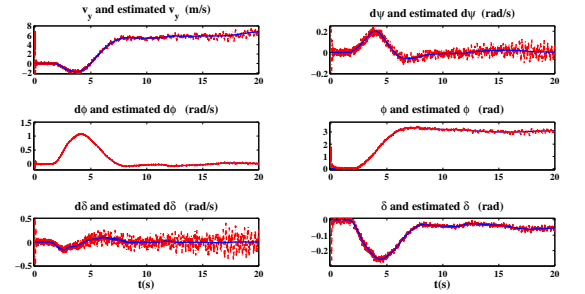 v_y and estimated v_y (m/s)
8
6
4
2
0
−2
0 5 10 15 20
dψ and estimated dψ (rad/s)
0.2
0
−0.2
0 5 10 15 20
dϕ and estimated dϕ (rad/s)
1.5
1
0.5
0
0 5 10 15 20
ϕ and estimated ϕ (rad)
3
2
1
0
0 5 10 15 20
dδ and estimated dδ (rad/s)
0.5
0
−0.5
0 5 10 15 20
t(s)
δ and estimated δ (rad)
0
−0.1
−0.2
0 5 10 15 20
t(s)